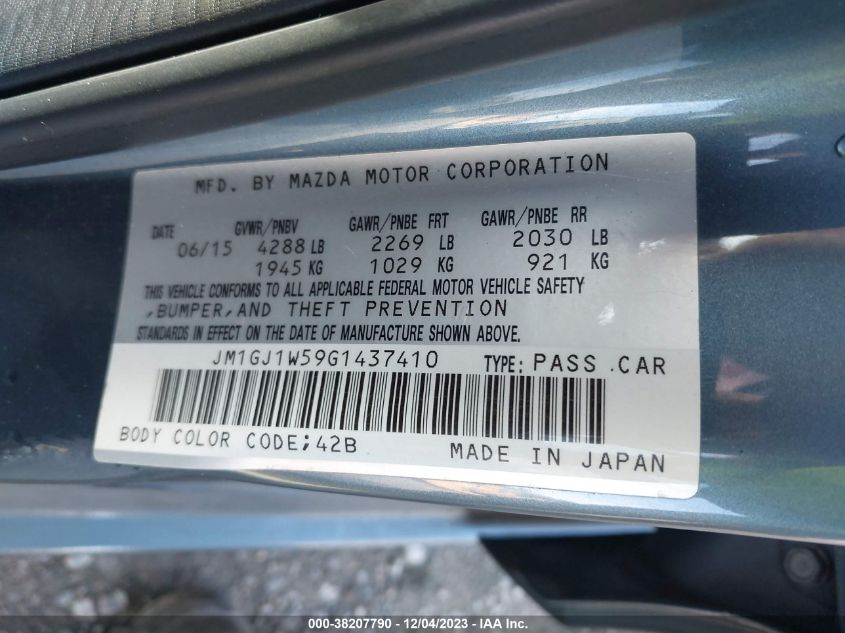 MFD. BY MAZDA MOTOR CORPORATION
DATE GVWR/PNBV GAWR/PNBE FRT GAWR/PNBE RR
06/15 4288 LB 2269 LB 2030 LB
1945 KG 1029 KG 921 KG
THIS VEHICLE CONFORMS TO ALL APPLICABLE FEDERAL MOTOR VEHICLE SAFETY
,BUMPER,AND THEFT PREVENTION
STANDARDS IN EFFECT ON THE DATE OF MANUFACTURE SHOWN ABOVE.
JM1GJ1W59G1437410 TYPE: PASS.CAR
BODY COLOR CODE;42B MADE IN JAPAN
000-38207790 - 12/04/2023 - IAA Inc.